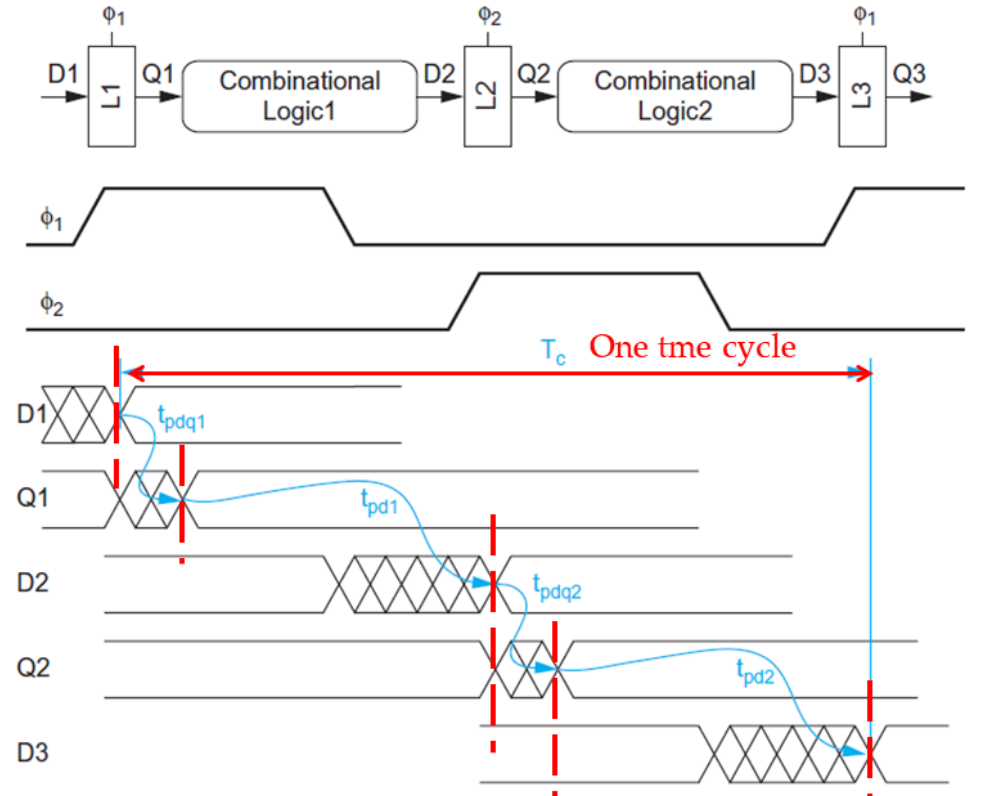 ϕ1 ϕ2 ϕ1
D1 L1 Q1 Combinational Logic1 D2 L2 Q2 Combinational Logic2 D3 L3 Q3
ϕ1
ϕ2
Tc One tme cycle
D1 tpdq1
Q1 tpd1
D2 tpdq2
Q2 tpd2
D3